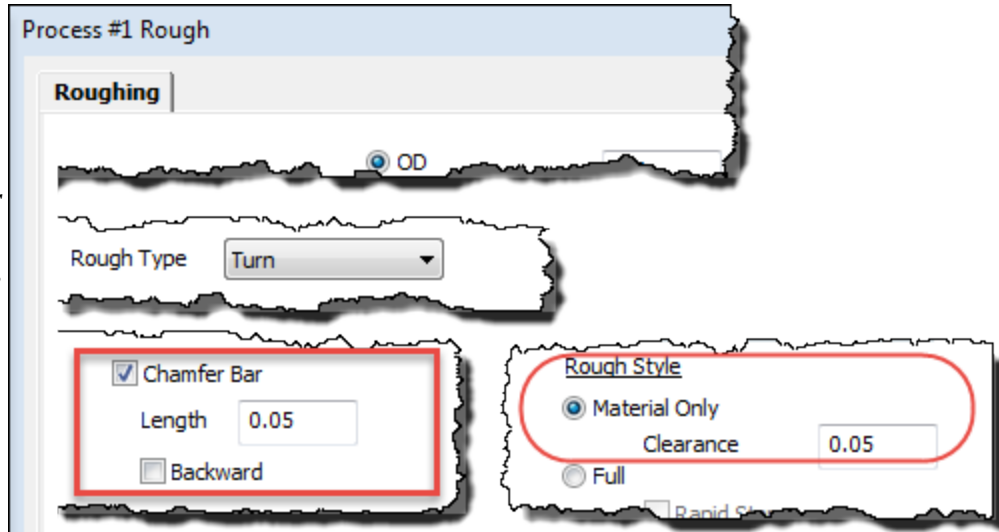 Process #1 Rough
Roughing
OD
Rough Type Turn
Chamfer Bar
Length 0.05
Backward
Rough Style
Material Only
Clearance 0.05
Full
Rapid